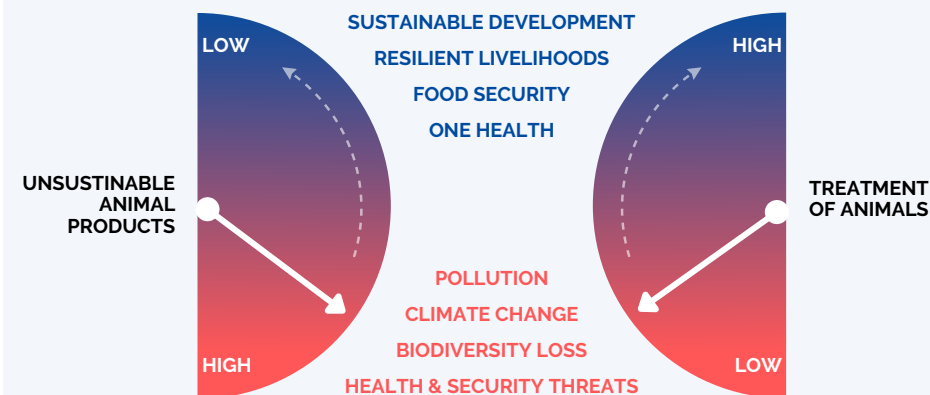 SUSTAINABLE DEVELOPMENT
LOW
HIGH
RESILIENT LIVELIHOODS
FOOD SECURITY
ONE HEALTH
UNSUSTINABLE
ANIMAL
PRODUCTS
TREATMENT
OF ANIMALS
POLLUTION
CLIMATE CHANGE
BIODIVERSITY LOSS
HIGH
LOW
HEALTH & SECURITY THREATS